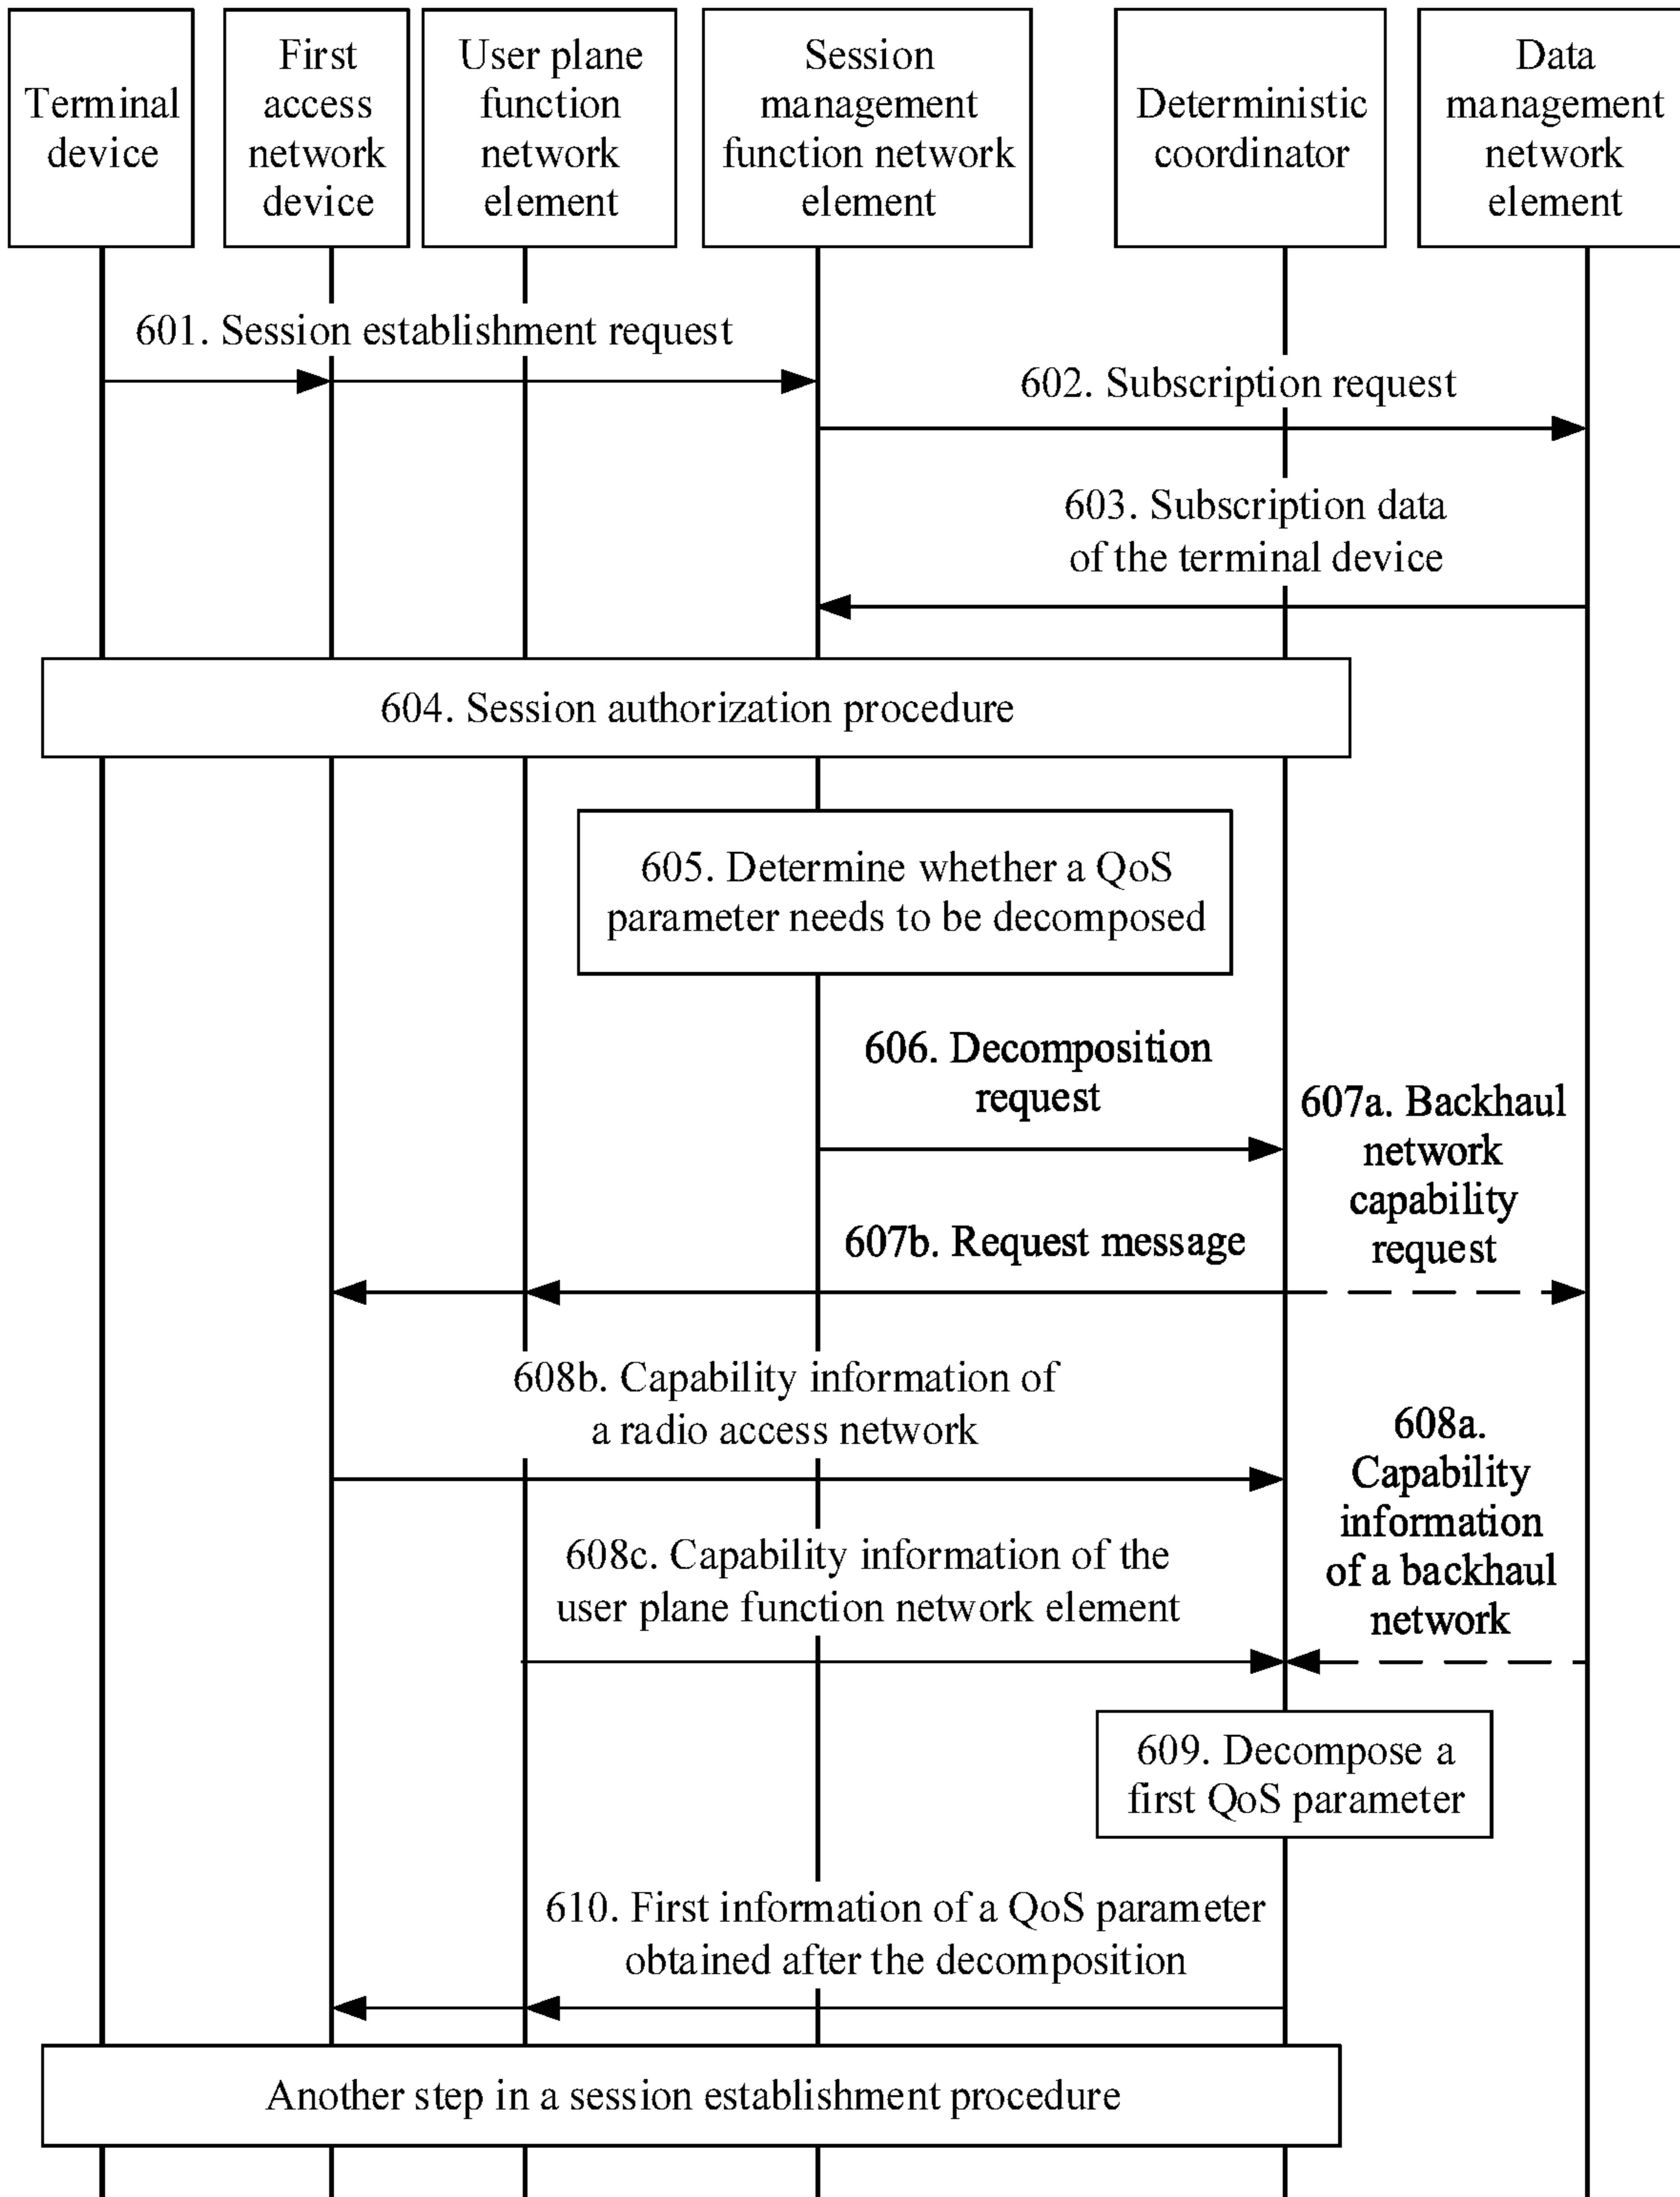 Terminal
device
First
access
network
device
User plane
function
network
element
Session
management
function network
element
Deterministic
coordinator
Data
management
network
element
601. Session establishment request
602. Subscription request
603. Subscription data
of the terminal device
604. Session authorization procedure
605. Determine whether a QoS
parameter needs to be decomposed
606. Decomposition
request
607a. Backhaul
network
capability
request
607b. Request message
608b. Capability information of
a radio access network
608a.
Capability
information
of a backhaul
network
608c. Capability information of the
user plane function network element
609. Decompose a
first QoS parameter
610. First information of a QoS parameter
obtained after the decomposition
Another step in a session establishment procedure